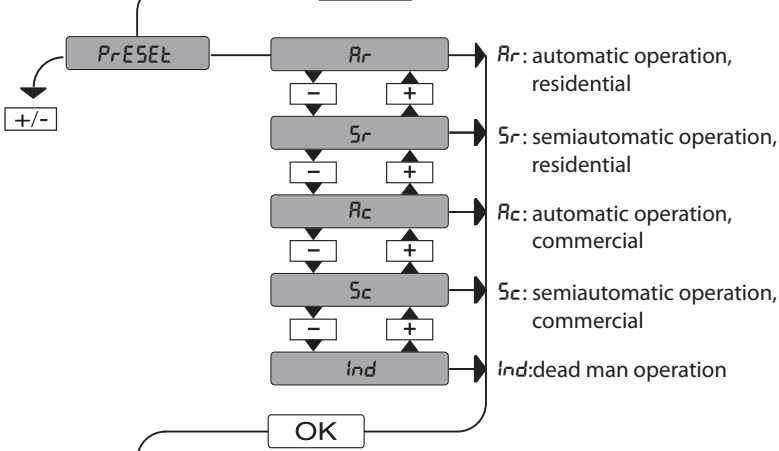 PrESEt
Ar
Ar: automatic operation,
residential
- +
+/-
Sr
Sr: semiautomatic operation,
residential
- +
Ac
Ac: automatic operation,
commercial
- +
Sc
Sc: semiautomatic operation,
commercial
- +
Ind
Ind:dead man operation
OK